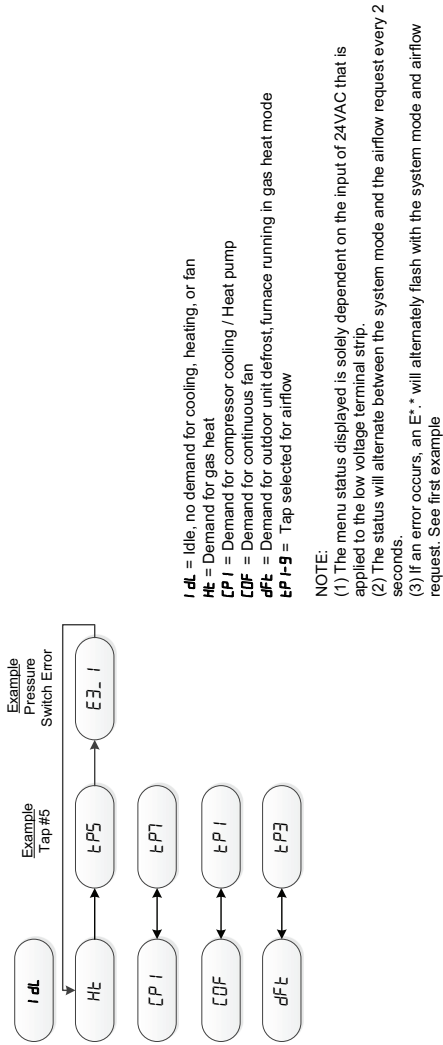 Example
Tap #5
Example
Pressure
Switch Error
I dL
Ht
tP5
E3_ 1
CP 1
tP7
COF
tP 1
dFt
tP3
I dL = Idle, no demand for cooling, heating, or fan
Ht = Demand for gas heat
CP 1 = Demand for compressor cooling / Heat pump
COF = Demand for continuous fan
dFt = Demand for outdoor unit defrost, furnace running in gas heat mode
tP 1-9 = Tap selected for airflow
NOTE:
(1) The menu status displayed is solely dependent on the input of 24VAC that is
applied to the low voltage terminal strip.
(2) The status will alternate between the system mode and the airflow request every 2
seconds.
(3) If an error occurs, an E*.* will alternately flash with the system mode and airflow
request. See first example